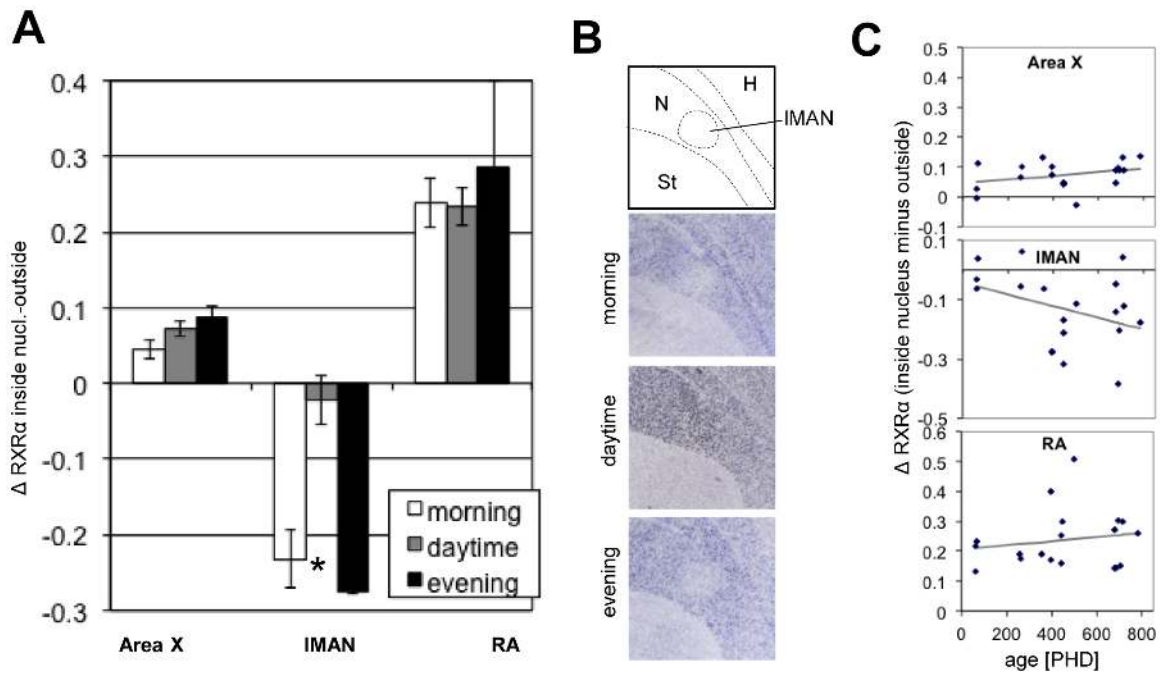 A
Δ RXRα inside nucl.-outside
0.4
0.3
0.2
0.1
0
-0.1
-0.2
-0.3
*
morning
daytime
evening
Area X
lMAN
RA
B
H
N
lMAN
St
morning
daytime
evening
C
Δ RXRα (inside nucleus minus outside)
0.5
Area X
0.4
0.3
0.2
0.1
0
-0.1
0.1
lMAN
-0.1
-0.3
-0.5
0.6
RA
0.5
0.4
0.3
0.2
0.1
0
0 200 400 600 800
age [PHD]